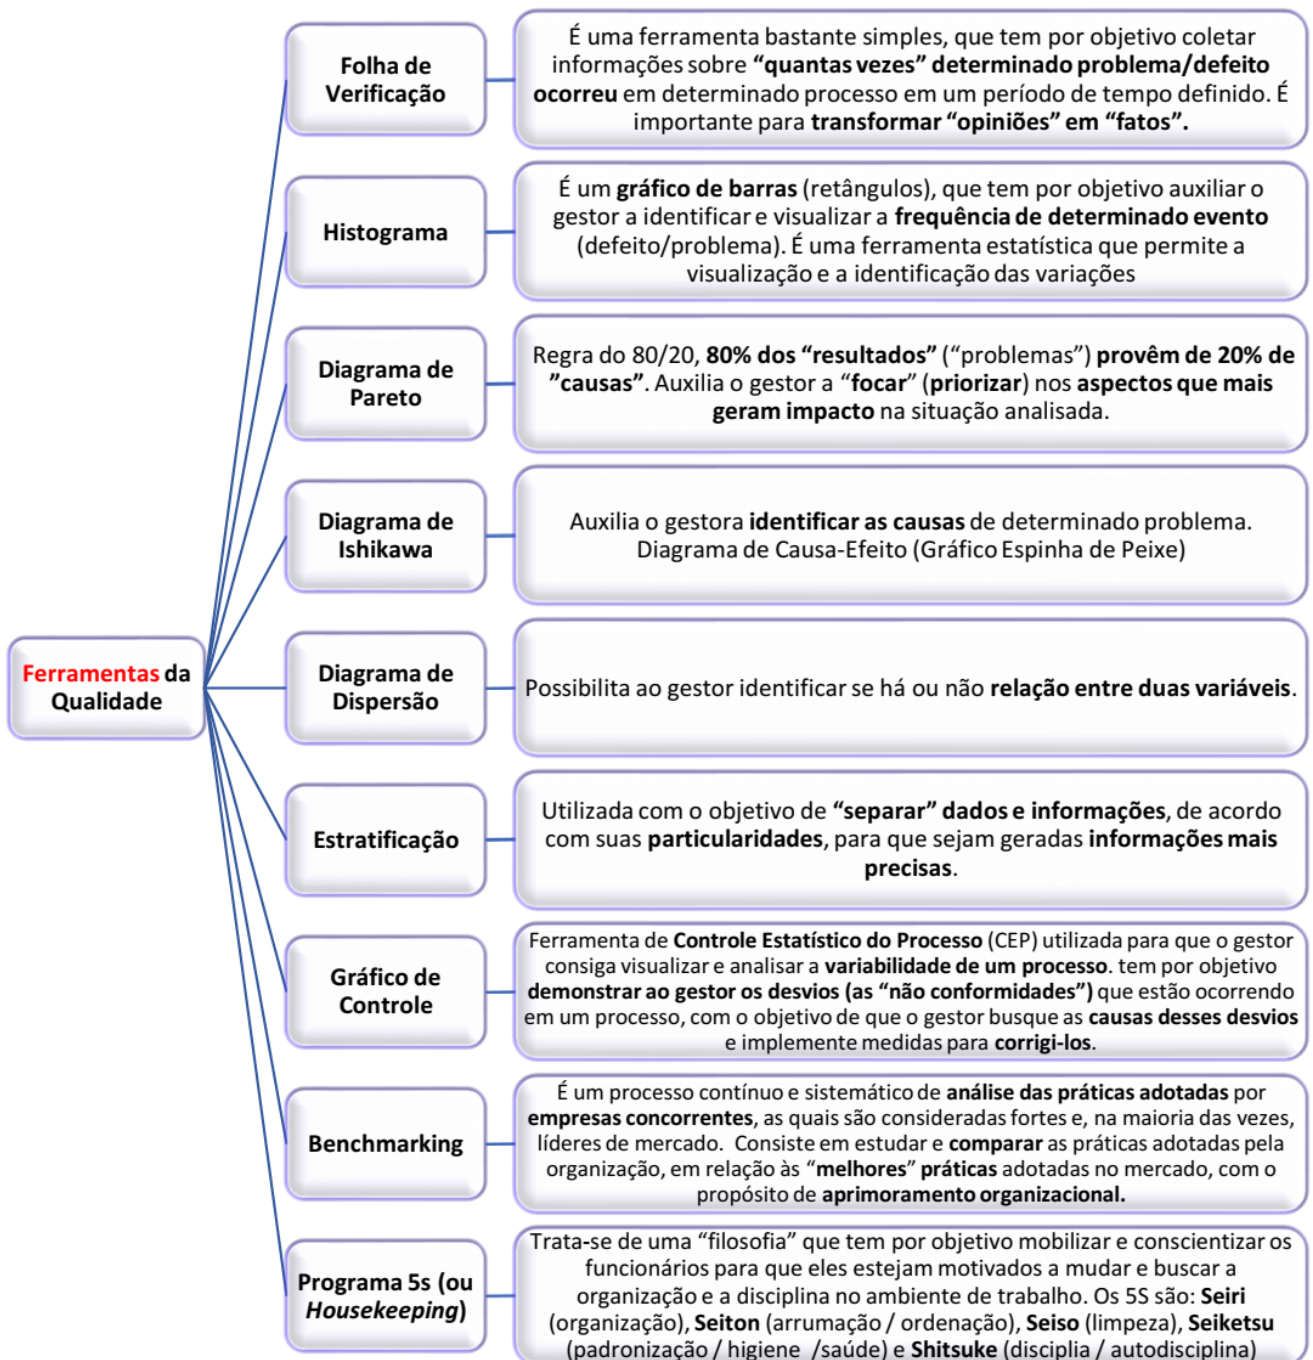 Ferramentas da
Qualidade
Folha de
Verificação
É uma ferramenta bastante simples, que tem por objetivo coletar
informações sobre “quantas vezes” determinado problema/defeito
ocorreu em determinado processo em um período de tempo definido. É
importante para transformar “opiniões” em “fatos”.
Histograma
É um gráfico de barras (retângulos), que tem por objetivo auxiliar o
gestor a identificar e visualizar a frequência de determinado evento
(defeito/problema). É uma ferramenta estatística que permite a
visualização e a identificação das variações
Diagrama de
Pareto
Regra do 80/20, 80% dos “resultados” (“problemas”) provêm de 20% de
”causas”. Auxilia o gestor a “focar” (priorizar) nos aspectos que mais
geram impacto na situação analisada.
Diagrama de
Ishikawa
Auxilia o gestora identificar as causas de determinado problema.
Diagrama de Causa-Efeito (Gráfico Espinha de Peixe)
Diagrama de
Dispersão
Possibilita ao gestor identificar se há ou não relação entre duas variáveis.
Estratificação
Utilizada com o objetivo de “separar” dados e informações, de acordo
com suas particularidades, para que sejam geradas informações mais
precisas.
Gráfico de
Controle
Ferramenta de Controle Estatístico do Processo (CEP) utilizada para que o gestor
consiga visualizar e analisar a variabilidade de um processo. tem por objetivo
demonstrar ao gestor os desvios (as “não conformidades”) que estão ocorrendo
em um processo, com o objetivo de que o gestor busque as causas desses desvios
e implemente medidas para corrigi-los.
Benchmarking
É um processo contínuo e sistemático de análise das práticas adotadas por
empresas concorrentes, as quais são consideradas fortes e, na maioria das vezes,
líderes de mercado. Consiste em estudar e comparar as práticas adotadas pela
organização, em relação às “melhores” práticas adotadas no mercado, com o
propósito de aprimoramento organizacional.
Programa 5s (ou
Housekeeping)
Trata-se de uma “filosofia” que tem por objetivo mobilizar e conscientizar os
funcionários para que eles estejam motivados a mudar e buscar a
organização e a disciplina no ambiente de trabalho. Os 5S são: Seiri
(organização), Seiton (arrumação / ordenação), Seiso (limpeza), Seiketsu
(padronização / higiene /saúde) e Shitsuke (disciplia / autodisciplina)